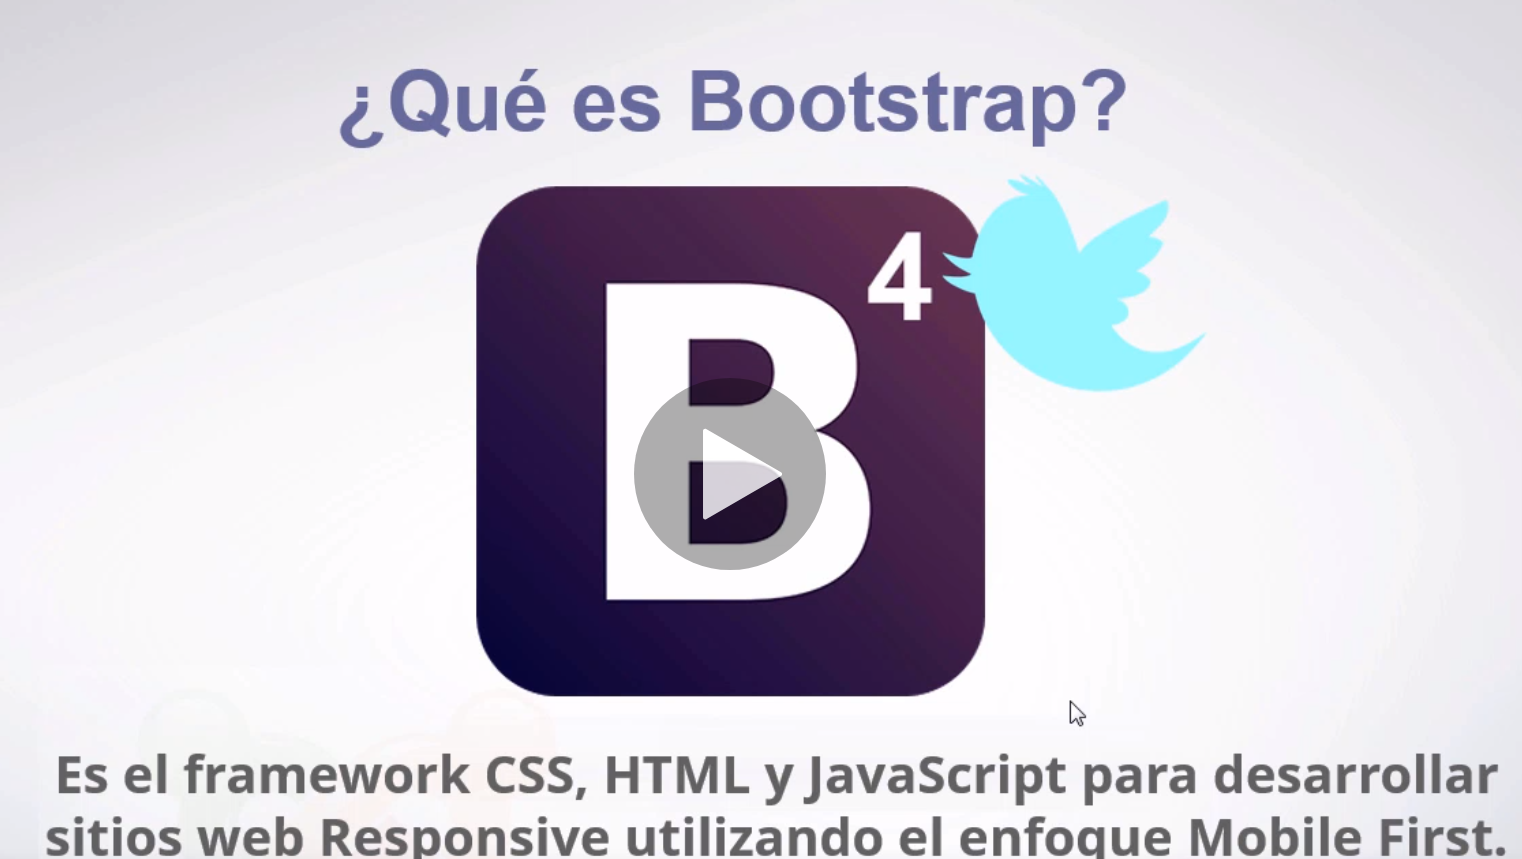 ¿Qué es Bootstrap?
4
B
Es el framework CSS, HTML y JavaScript para desarrollar
sitios web Responsive utilizando el enfoque Mobile First.